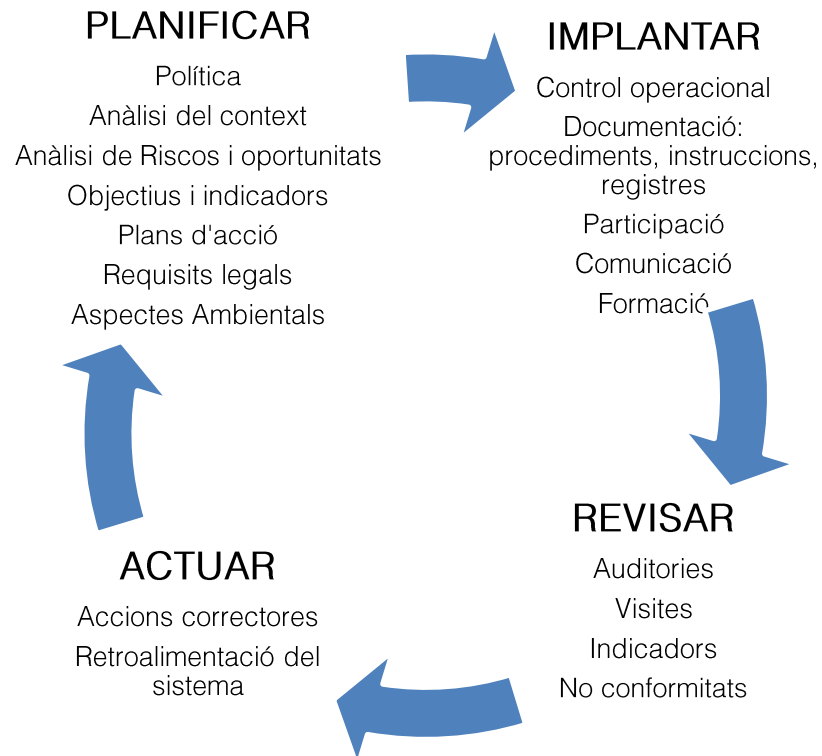 PLANIFICAR
Política
Anàlisi del context
Anàlisi de Riscos i oportunitats
Objectius i indicadors
Plans d'acció
Requisits legals
Aspectes Ambientals
IMPLANTAR
Control operacional
Documentació:
procediments, instruccions,
registres
Participació
Comunicació
Formació
REVISAR
Auditories
Visites
Indicadors
No conformitats
ACTUAR
Accions correctores
Retroalimentació del
sistema